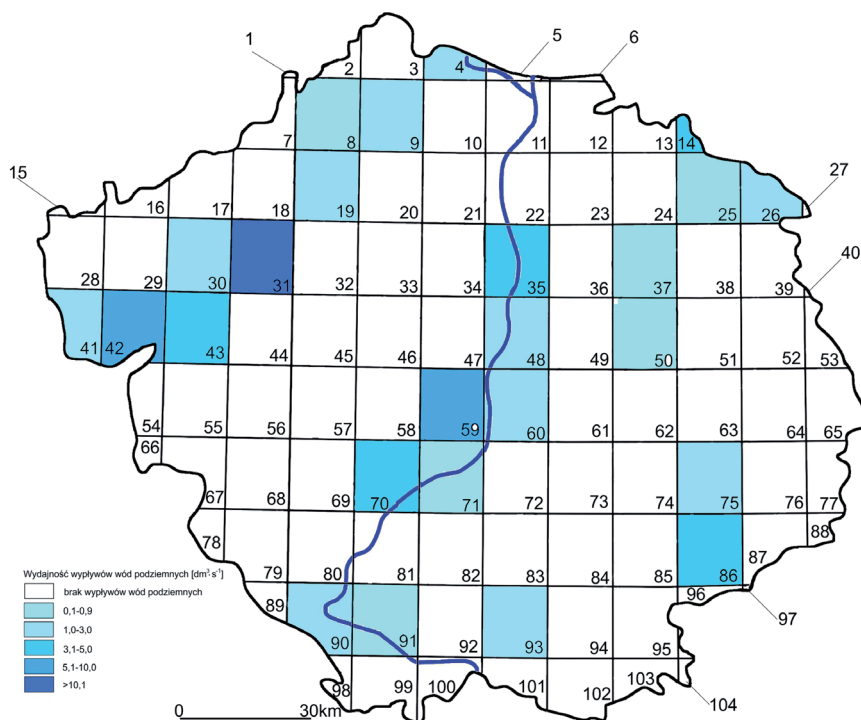 1 5 6
2 3 4
7 8 9 10 11 12 13 14
15 27
16 17 18 19 20 21 22 23 24 25 26
40
28 29 30 31 32 33 34 35 36 37 38 39
41 42 43 44 45 46 47 48 49 50 51 52 53
54 55 56 57 58 59 60 61 62 63 64 65
66
67 68 69 70 71 72 73 74 75 76 77
78 88
79 80 81 82 83 84 85 86 87
89 96 97
90 91 92 93 94 95
98 99 100 101 102 103 104
Wydajność wypływów wód podziemnych [dm³·s⁻¹]
brak wypływów wód podziemnych
0,1-0,9
1,0-3,0
3,1-5,0
5,1-10,0
>10,1
0 30km